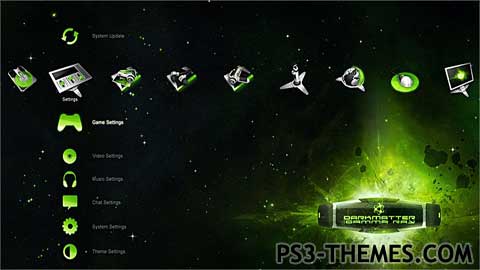 System Update
Settings
Game Settings
Video Settings
Music Settings
Chat Settings
System Settings
Theme Settings
DARKMATTER
GAMMA RAY
PS3-THEMES.COM